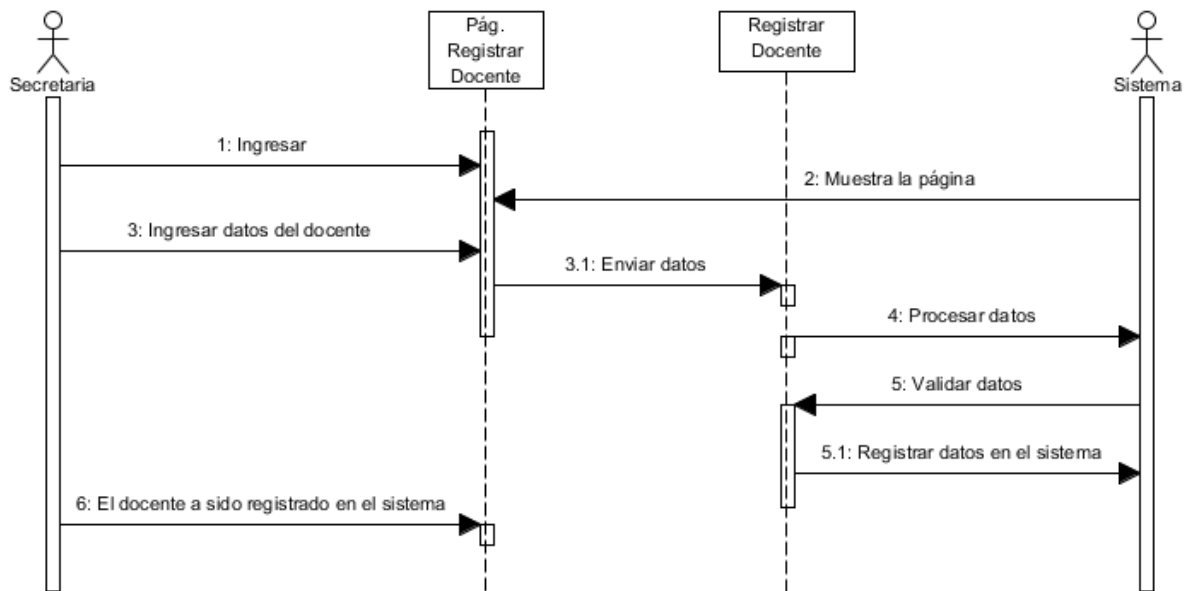 Pág.
Registrar
Docente
Registrar
Docente
Secretaria
Sistema
1: Ingresar
2: Muestra la página
3: Ingresar datos del docente
3.1: Enviar datos
4: Procesar datos
5: Validar datos
5.1: Registrar datos en el sistema
6: El docente a sido registrado en el sistema